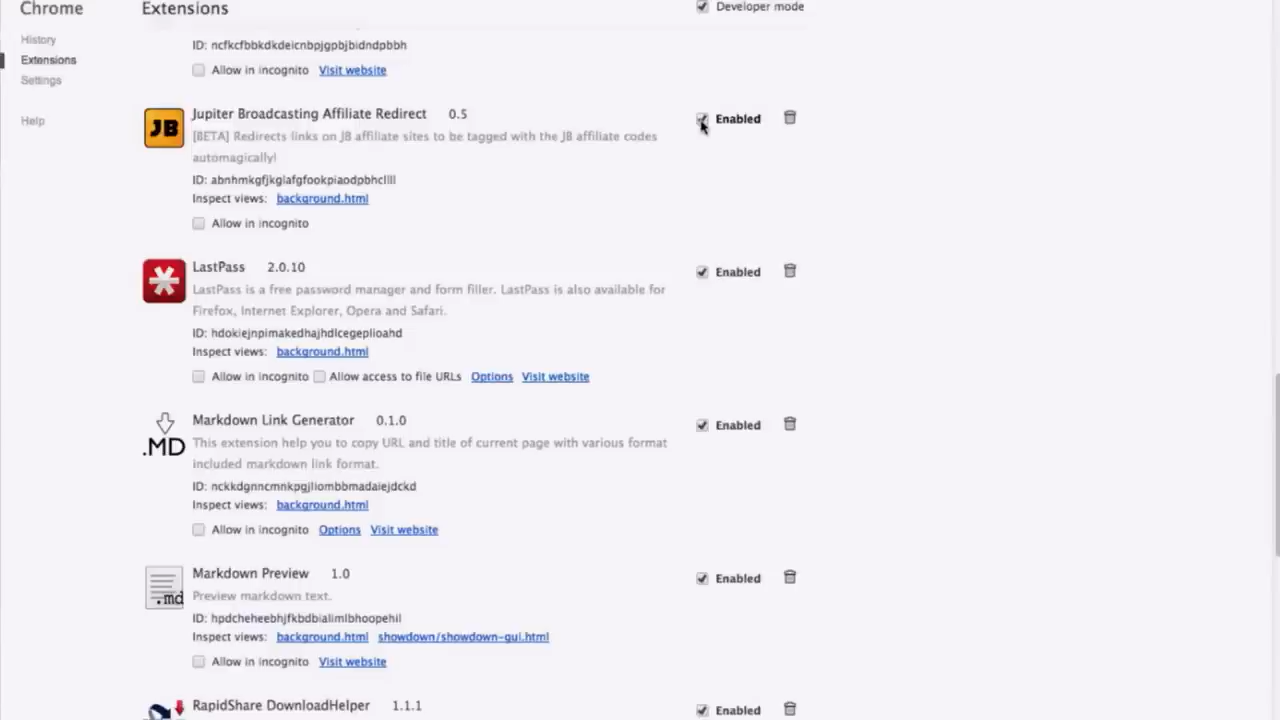 Chrome
Extensions
Developer mode
History
Extensions
Settings
Help
ID: ncfkcfbbkdkdeicnbpjgpbjbidndpbbh
Allow in incognito Visit website
JB
Jupiter Broadcasting Affiliate Redirect 0.5
Enabled
[BETA] Redirects links on JB affiliate sites to be tagged with the JB affiliate codes
automagically!
ID: abnhmkgfjkglafgfookpiaodpbhcllll
Inspect views: background.html
Allow in incognito
LastPass 2.0.10
Enabled
LastPass is a free password manager and form filler. LastPass is also available for
Firefox, Internet Explorer, Opera and Safari.
ID: hdokiejnpimakedhajhdlcegeplioahd
Inspect views: background.html
Allow in incognito Allow access to file URLs Options Visit website
.MD
Markdown Link Generator 0.1.0
Enabled
This extension help you to copy URL and title of current page with various format
included markdown link format.
ID: nckkdgnncmnkpgjliombbmadaiejdckd
Inspect views: background.html
Allow in incognito Options Visit website
.md
Markdown Preview 1.0
Enabled
Preview markdown text.
ID: hpdcheheebhjfkbdbialimlbhoopehil
Inspect views: background.html showdown/showdown-gui.html
Allow in incognito Visit website
RapidShare DownloadHelper 1.1.1
Enabled